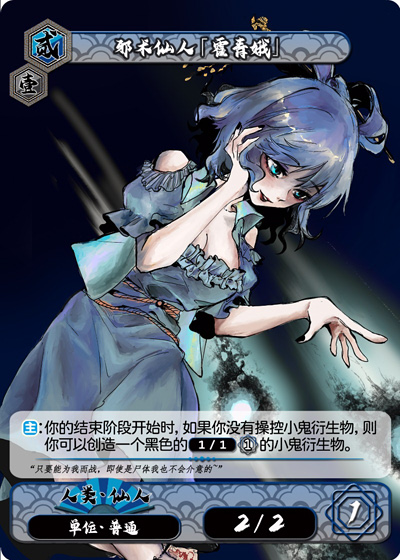 贰
邪术仙人「霍青娥」
壹
主:你的结束阶段开始时,如果你没有操控小鬼衍生物,则
你可以创造一个黑色的 1 / 1 ① 的小鬼衍生物。
"只要能为我而战,即使是尸体我也不会介意的~"
人类·仙人
单位·普通
2 / 2
1